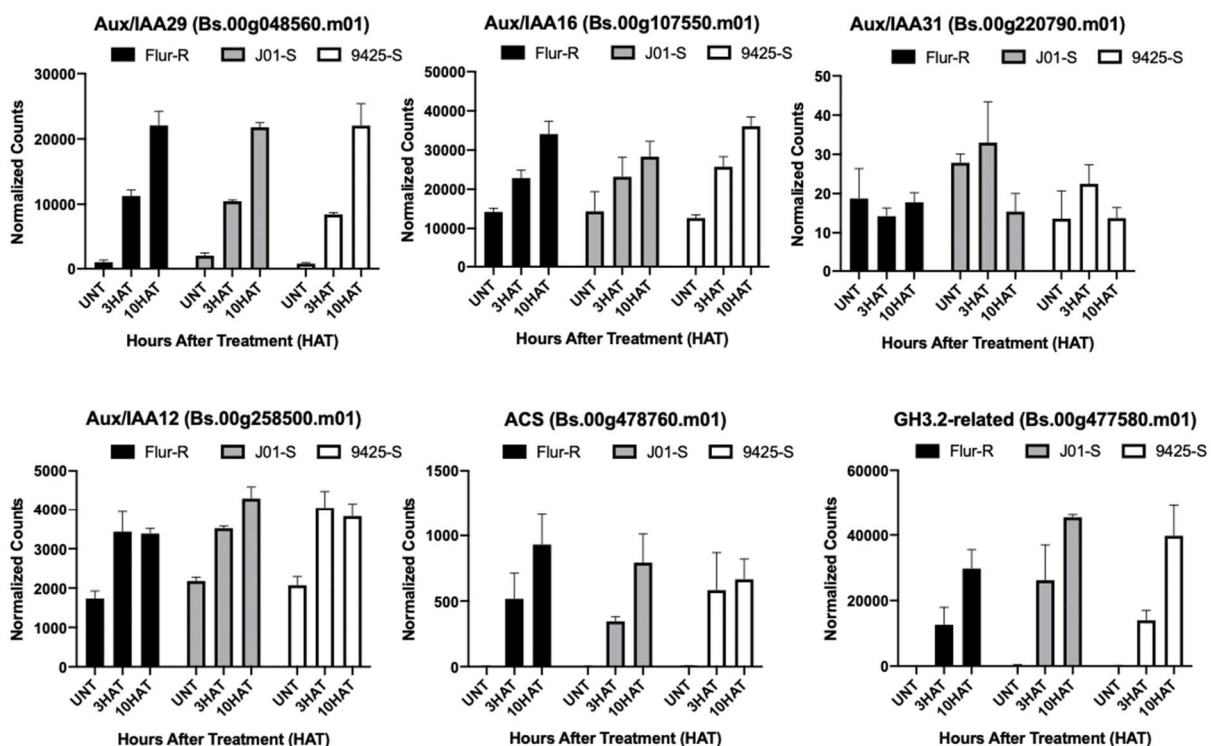 Aux/IAA29 (Bs.00g048560.m01)
Flur-R J01-S 9425-S
Normalized Counts
30000
20000
10000
0
UNT 3HAT 10HAT UNT 3HAT 10HAT UNT 3HAT 10HAT
Hours After Treatment (HAT)
Aux/IAA16 (Bs.00g107550.m01)
Flur-R J01-S 9425-S
Normalized Counts
50000
40000
30000
20000
10000
0
UNT 3HAT 10HAT UNT 3HAT 10HAT UNT 3HAT 10HAT
Hours After Treatment (HAT)
Aux/IAA31 (Bs.00g220790.m01)
Flur-R J01-S 9425-S
Normalized Counts
50
40
30
20
10
0
UNT 3HAT 10HAT UNT 3HAT 10HAT UNT 3HAT 10HAT
Hours After Treatment (HAT)
Aux/IAA12 (Bs.00g258500.m01)
Flur-R J01-S 9425-S
Normalized Counts
5000
4000
3000
2000
1000
0
UNT 3HAT 10HAT UNT 3HAT 10HAT UNT 3HAT 10HAT
Hours After Treatment (HAT)
ACS (Bs.00g478760.m01)
Flur-R J01-S 9425-S
Normalized Counts
1500
1000
500
0
UNT 3HAT 10HAT UNT 3HAT 10HAT UNT 3HAT 10HAT
Hours After Treatment (HAT)
GH3.2-related (Bs.00g477580.m01)
Flur-R J01-S 9425-S
Normalized Counts
60000
40000
20000
0
UNT 3HAT 10HAT UNT 3HAT 10HAT UNT 3HAT 10HAT
Hours After Treatment (HAT)